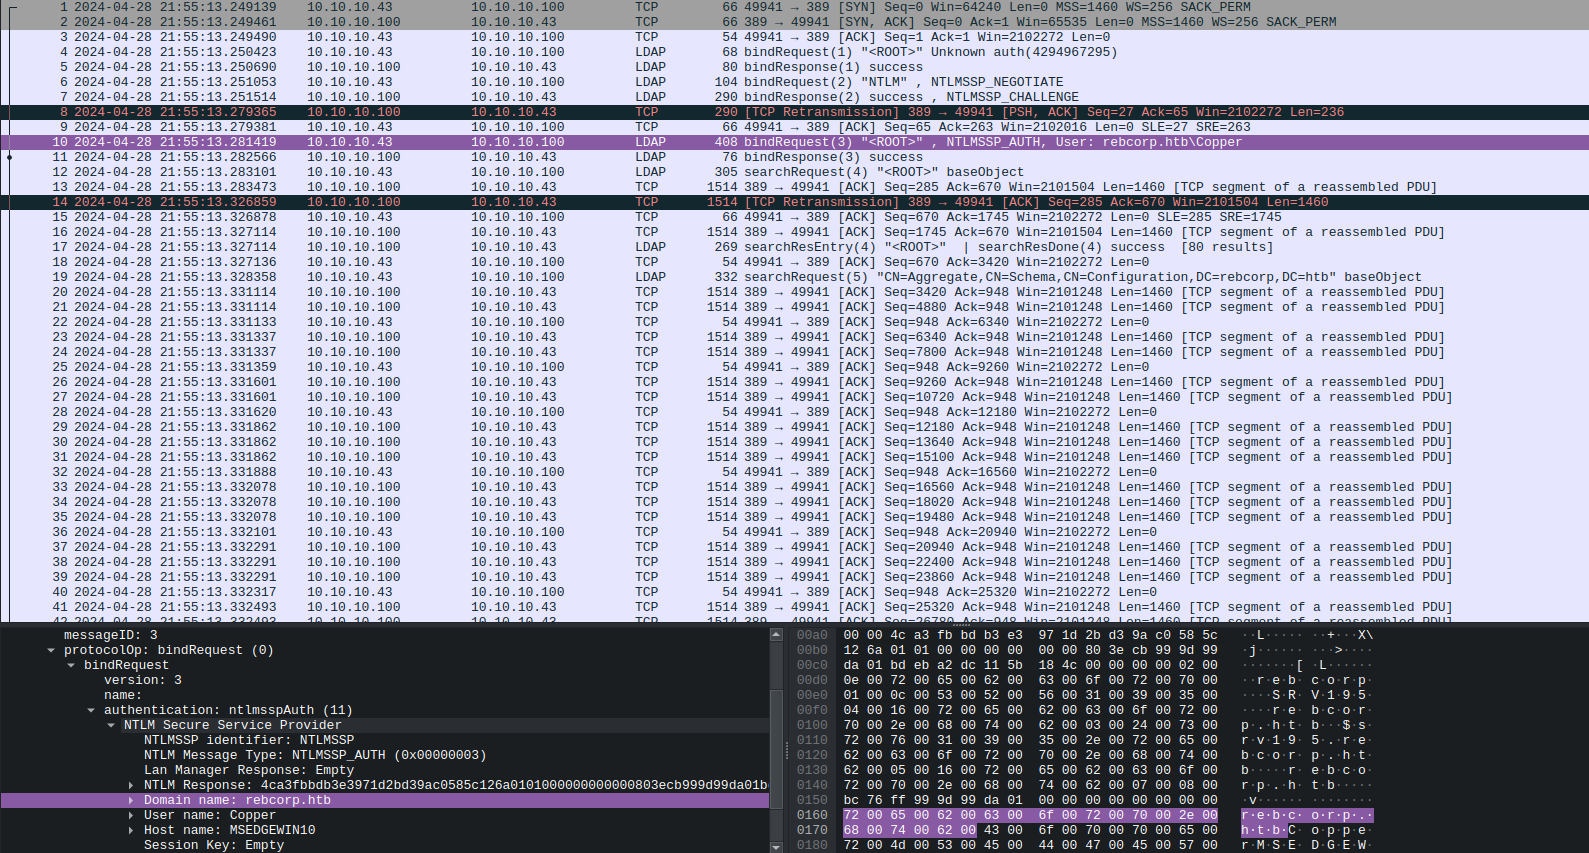 1 2024-04-28 21:55:13.249139 10.10.10.43 10.10.10.100 TCP 66 49941 → 389 [SYN] Seq=0 Win=64240 Len=0 MSS=1460 WS=256 SACK_PERM
2 2024-04-28 21:55:13.249461 10.10.10.100 10.10.10.43 TCP 66 389 → 49941 [SYN, ACK] Seq=0 Ack=1 Win=65535 Len=0 MSS=1460 WS=256 SACK_PERM
3 2024-04-28 21:55:13.249490 10.10.10.43 10.10.10.100 TCP 54 49941 → 389 [ACK] Seq=1 Ack=1 Win=2102272 Len=0
4 2024-04-28 21:55:13.250423 10.10.10.43 10.10.10.100 LDAP 68 bindRequest(1) "<ROOT>" Unknown auth(4294967295)
5 2024-04-28 21:55:13.250690 10.10.10.100 10.10.10.43 LDAP 80 bindResponse(1) success
6 2024-04-28 21:55:13.251053 10.10.10.43 10.10.10.100 LDAP 104 bindRequest(2) "NTLM" , NTLMSSP_NEGOTIATE
7 2024-04-28 21:55:13.251514 10.10.10.100 10.10.10.43 LDAP 290 bindResponse(2) success , NTLMSSP_CHALLENGE
8 2024-04-28 21:55:13.279365 10.10.10.100 10.10.10.43 TCP 290 [TCP Retransmission] 389 → 49941 [PSH, ACK] Seq=27 Ack=65 Win=2102272 Len=236
9 2024-04-28 21:55:13.279381 10.10.10.43 10.10.10.100 TCP 66 49941 → 389 [ACK] Seq=65 Ack=263 Win=2102016 Len=0 SLE=27 SRE=263
10 2024-04-28 21:55:13.281419 10.10.10.43 10.10.10.100 LDAP 408 bindRequest(3) "<ROOT>" , NTLMSSP_AUTH, User: rebcorp.htb\Copper
11 2024-04-28 21:55:13.282566 10.10.10.100 10.10.10.43 LDAP 76 bindResponse(3) success
12 2024-04-28 21:55:13.283101 10.10.10.43 10.10.10.100 LDAP 305 searchRequest(4) "<ROOT>" baseObject
13 2024-04-28 21:55:13.283473 10.10.10.100 10.10.10.43 TCP 1514 389 → 49941 [ACK] Seq=285 Ack=670 Win=2101504 Len=1460 [TCP segment of a reassembled PDU]
14 2024-04-28 21:55:13.326859 10.10.10.100 10.10.10.43 TCP 1514 [TCP Retransmission] 389 → 49941 [ACK] Seq=285 Ack=670 Win=2101504 Len=1460
15 2024-04-28 21:55:13.326878 10.10.10.43 10.10.10.100 TCP 66 49941 → 389 [ACK] Seq=670 Ack=1745 Win=2102272 Len=0 SLE=285 SRE=1745
16 2024-04-28 21:55:13.327114 10.10.10.100 10.10.10.43 TCP 1514 389 → 49941 [ACK] Seq=1745 Ack=670 Win=2101504 Len=1460 [TCP segment of a reassembled PDU]
17 2024-04-28 21:55:13.327114 10.10.10.100 10.10.10.43 LDAP 269 searchResEntry(4) "<ROOT>" | searchResDone(4) success [80 results]
18 2024-04-28 21:55:13.327136 10.10.10.43 10.10.10.100 TCP 54 49941 → 389 [ACK] Seq=670 Ack=3420 Win=2102272 Len=0
19 2024-04-28 21:55:13.328358 10.10.10.43 10.10.10.100 LDAP 332 searchRequest(5) "CN=Aggregate,CN=Schema,CN=Configuration,DC=rebcorp,DC=htb" baseObject
20 2024-04-28 21:55:13.331114 10.10.10.100 10.10.10.43 TCP 1514 389 → 49941 [ACK] Seq=3420 Ack=948 Win=2101248 Len=1460 [TCP segment of a reassembled PDU]
21 2024-04-28 21:55:13.331114 10.10.10.100 10.10.10.43 TCP 1514 389 → 49941 [ACK] Seq=4880 Ack=948 Win=2101248 Len=1460 [TCP segment of a reassembled PDU]
22 2024-04-28 21:55:13.331133 10.10.10.43 10.10.10.100 TCP 54 49941 → 389 [ACK] Seq=948 Ack=6340 Win=2102272 Len=0
23 2024-04-28 21:55:13.331337 10.10.10.100 10.10.10.43 TCP 1514 389 → 49941 [ACK] Seq=6340 Ack=948 Win=2101248 Len=1460 [TCP segment of a reassembled PDU]
24 2024-04-28 21:55:13.331337 10.10.10.100 10.10.10.43 TCP 1514 389 → 49941 [ACK] Seq=7800 Ack=948 Win=2101248 Len=1460 [TCP segment of a reassembled PDU]
25 2024-04-28 21:55:13.331359 10.10.10.43 10.10.10.100 TCP 54 49941 → 389 [ACK] Seq=948 Ack=9260 Win=2102272 Len=0
26 2024-04-28 21:55:13.331601 10.10.10.100 10.10.10.43 TCP 1514 389 → 49941 [ACK] Seq=9260 Ack=948 Win=2101248 Len=1460 [TCP segment of a reassembled PDU]
27 2024-04-28 21:55:13.331601 10.10.10.100 10.10.10.43 TCP 1514 389 → 49941 [ACK] Seq=10720 Ack=948 Win=2101248 Len=1460 [TCP segment of a reassembled PDU]
28 2024-04-28 21:55:13.331620 10.10.10.43 10.10.10.100 TCP 54 49941 → 389 [ACK] Seq=948 Ack=12180 Win=2102272 Len=0
29 2024-04-28 21:55:13.331862 10.10.10.100 10.10.10.43 TCP 1514 389 → 49941 [ACK] Seq=12180 Ack=948 Win=2101248 Len=1460 [TCP segment of a reassembled PDU]
30 2024-04-28 21:55:13.331862 10.10.10.100 10.10.10.43 TCP 1514 389 → 49941 [ACK] Seq=13640 Ack=948 Win=2101248 Len=1460 [TCP segment of a reassembled PDU]
31 2024-04-28 21:55:13.331862 10.10.10.100 10.10.10.43 TCP 1514 389 → 49941 [ACK] Seq=15100 Ack=948 Win=2101248 Len=1460 [TCP segment of a reassembled PDU]
32 2024-04-28 21:55:13.331888 10.10.10.43 10.10.10.100 TCP 54 49941 → 389 [ACK] Seq=948 Ack=16560 Win=2102272 Len=0
33 2024-04-28 21:55:13.332078 10.10.10.100 10.10.10.43 TCP 1514 389 → 49941 [ACK] Seq=16560 Ack=948 Win=2101248 Len=1460 [TCP segment of a reassembled PDU]
34 2024-04-28 21:55:13.332078 10.10.10.100 10.10.10.43 TCP 1514 389 → 49941 [ACK] Seq=18020 Ack=948 Win=2101248 Len=1460 [TCP segment of a reassembled PDU]
35 2024-04-28 21:55:13.332078 10.10.10.100 10.10.10.43 TCP 1514 389 → 49941 [ACK] Seq=19480 Ack=948 Win=2101248 Len=1460 [TCP segment of a reassembled PDU]
36 2024-04-28 21:55:13.332101 10.10.10.43 10.10.10.100 TCP 54 49941 → 389 [ACK] Seq=948 Ack=20940 Win=2102272 Len=0
37 2024-04-28 21:55:13.332291 10.10.10.100 10.10.10.43 TCP 1514 389 → 49941 [ACK] Seq=20940 Ack=948 Win=2101248 Len=1460 [TCP segment of a reassembled PDU]
38 2024-04-28 21:55:13.332291 10.10.10.100 10.10.10.43 TCP 1514 389 → 49941 [ACK] Seq=22400 Ack=948 Win=2101248 Len=1460 [TCP segment of a reassembled PDU]
39 2024-04-28 21:55:13.332291 10.10.10.100 10.10.10.43 TCP 1514 389 → 49941 [ACK] Seq=23860 Ack=948 Win=2101248 Len=1460 [TCP segment of a reassembled PDU]
40 2024-04-28 21:55:13.332317 10.10.10.43 10.10.10.100 TCP 54 49941 → 389 [ACK] Seq=948 Ack=25320 Win=2102272 Len=0
41 2024-04-28 21:55:13.332493 10.10.10.100 10.10.10.43 TCP 1514 389 → 49941 [ACK] Seq=25320 Ack=948 Win=2101248 Len=1460 [TCP segment of a reassembled PDU]
42 2024-04-28 21:55:13.332493 10.10.10.100 10.10.10.43 TCP 1514 389 → 49941 [ACK] Seq=26780 Ack=948 Win=2101248 Len=1460 [TCP segment of a reassembled PDU]
messageID: 3
protocolOp: bindRequest (0)
bindRequest
version: 3
name:
authentication: ntlmsspAuth (11)
NTLM Secure Service Provider
NTLMSSP identifier: NTLMSSP
NTLM Message Type: NTLMSSP_AUTH (0x00000003)
Lan Manager Response: Empty
NTLM Response: 4ca3fbbdb3e3971d2bd39ac0585c126a0101000000000000803ecb999d99da01b
Domain name: rebcorp.htb
User name: Copper
Host name: MSEDGEWIN10
Session Key: Empty
00a0 00 00 4c a3 fb bd b3 e3 97 1d 2b d3 9a c0 58 5c ··L····· ··+···X\
00b0 12 6a 01 01 00 00 00 00 00 00 80 3e cb 99 9d 99 ·j······ ···>····
00c0 da 01 bd eb a2 dc 11 5b 18 4c 00 00 00 00 02 00 ·······[ ·L······
00d0 0e 00 72 00 65 00 62 00 63 00 6f 00 72 00 70 00 ··r·e·b· c·o·r·p·
00e0 01 00 0c 00 53 00 52 00 56 00 31 00 39 00 35 00 ····S·R· V·1·9·5·
00f0 04 00 16 00 72 00 65 00 62 00 63 00 6f 00 72 00 ····r·e· b·c·o·r·
0100 70 00 2e 00 68 00 74 00 62 00 03 00 24 00 73 00 p·.·h·t· b···$·s·
0110 72 00 76 00 31 00 39 00 35 00 2e 00 72 00 65 00 r·v·1·9· 5·.·r·e·
0120 62 00 63 00 6f 00 72 00 70 00 2e 00 68 00 74 00 b·c·o·r· p·.·h·t·
0130 62 00 05 00 16 00 72 00 65 00 62 00 63 00 6f 00 b·····r· e·b·c·o·
0140 72 00 70 00 2e 00 68 00 74 00 62 00 07 00 08 00 r·p·.·h· t·b·····
0150 bc 76 ff 99 9d 99 da 01 00 00 00 00 00 00 00 00 ·v······ ········
0160 72 00 65 00 62 00 63 00 6f 00 72 00 70 00 2e 00 r·e·b·c· o·r·p·.·
0170 68 00 74 00 62 00 43 00 6f 00 70 00 70 00 65 00 h·t·b·C· o·p·p·e·
0180 72 00 4d 00 53 00 45 00 44 00 47 00 45 00 57 00 r·M·S·E· D·G·E·W·